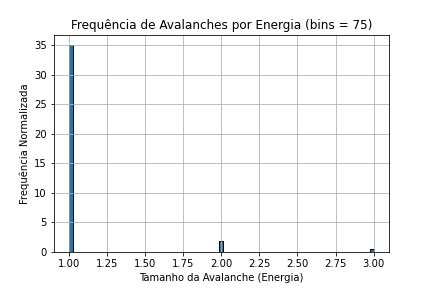 Frequência de Avalanches por Energia (bins = 75)
Frequência Normalizada
35
30
25
20
15
10
5
0
1.00 1.25 1.50 1.75 2.00 2.25 2.50 2.75 3.00
Tamanho da Avalanche (Energia)